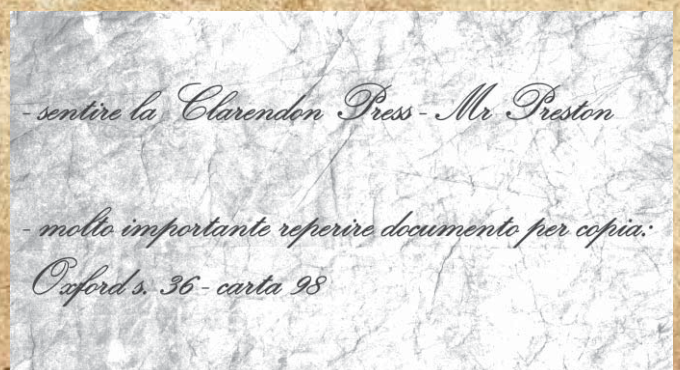 - sentire la Clarendon Press - Mr Preston
- molto importante reperire documento per copia:
Oxford s. 36 - carta 98